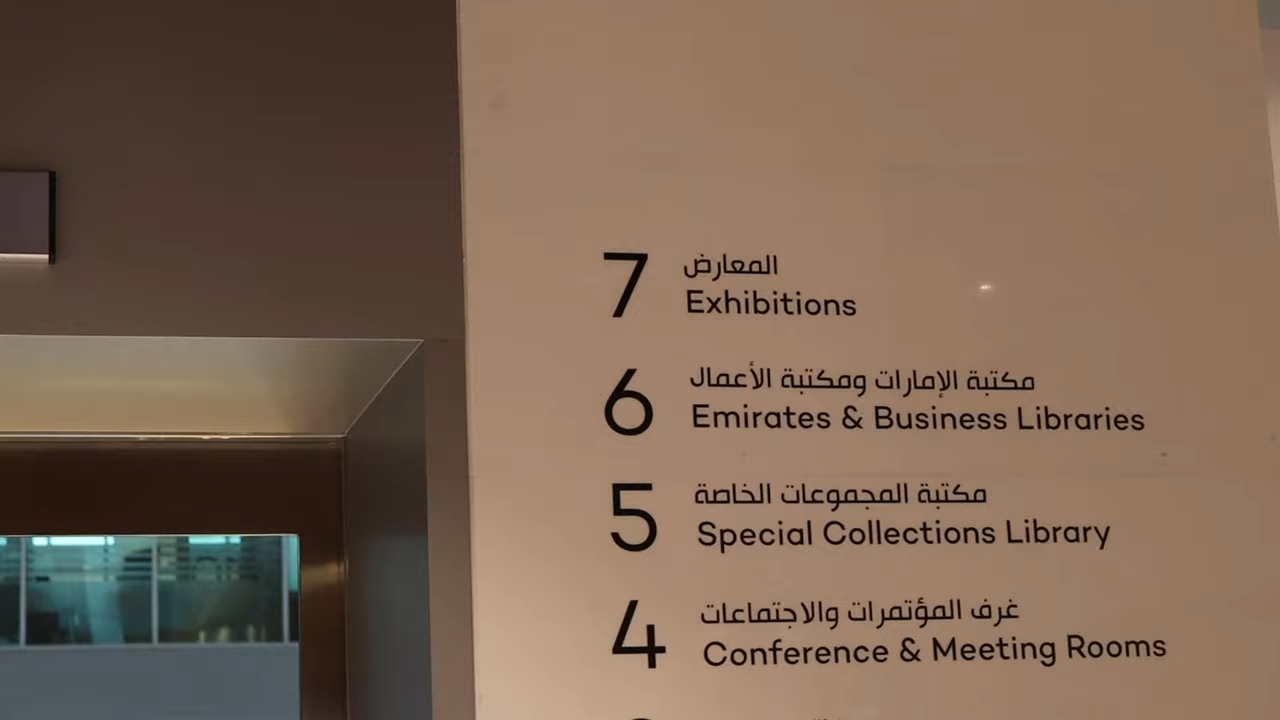 7
المعارض
Exhibitions
6
مكتبة الإمارات ومكتبة الأعمال
Emirates & Business Libraries
5
مكتبة المجموعات الخاصة
Special Collections Library
4
غرف المؤتمرات والاجتماعات
Conference & Meeting Rooms